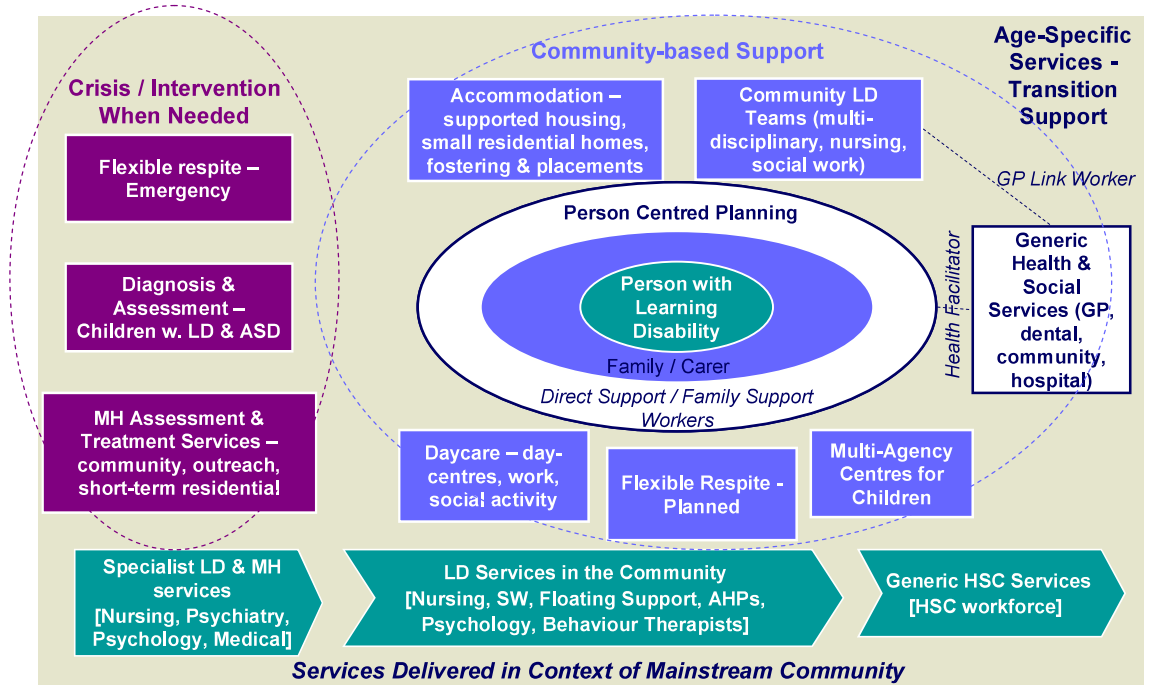 Crisis / Intervention
When Needed
Flexible respite –
Emergency
Diagnosis &
Assessment –
Children w. LD & ASD
MH Assessment &
Treatment Services –
community, outreach,
short-term residential
Community-based Support
Accommodation –
supported housing,
small residential homes,
fostering & placements
Community LD
Teams (multi-
disciplinary, nursing,
social work)
Age-Specific
Services -
Transition
Support
GP Link Worker
Person Centred Planning
Person with
Learning
Disability
Family / Carer
Direct Support / Family Support
Workers
Health Facilitator
Generic
Health &
Social
Services (GP,
dental,
community,
hospital)
Daycare – day-
centres, work,
social activity
Flexible Respite -
Planned
Multi-Agency
Centres for
Children
Specialist LD & MH
services
[Nursing, Psychiatry,
Psychology, Medical]
LD Services in the Community
[Nursing, SW, Floating Support, AHPs,
Psychology, Behaviour Therapists]
Generic HSC Services
[HSC workforce]
Services Delivered in Context of Mainstream Community